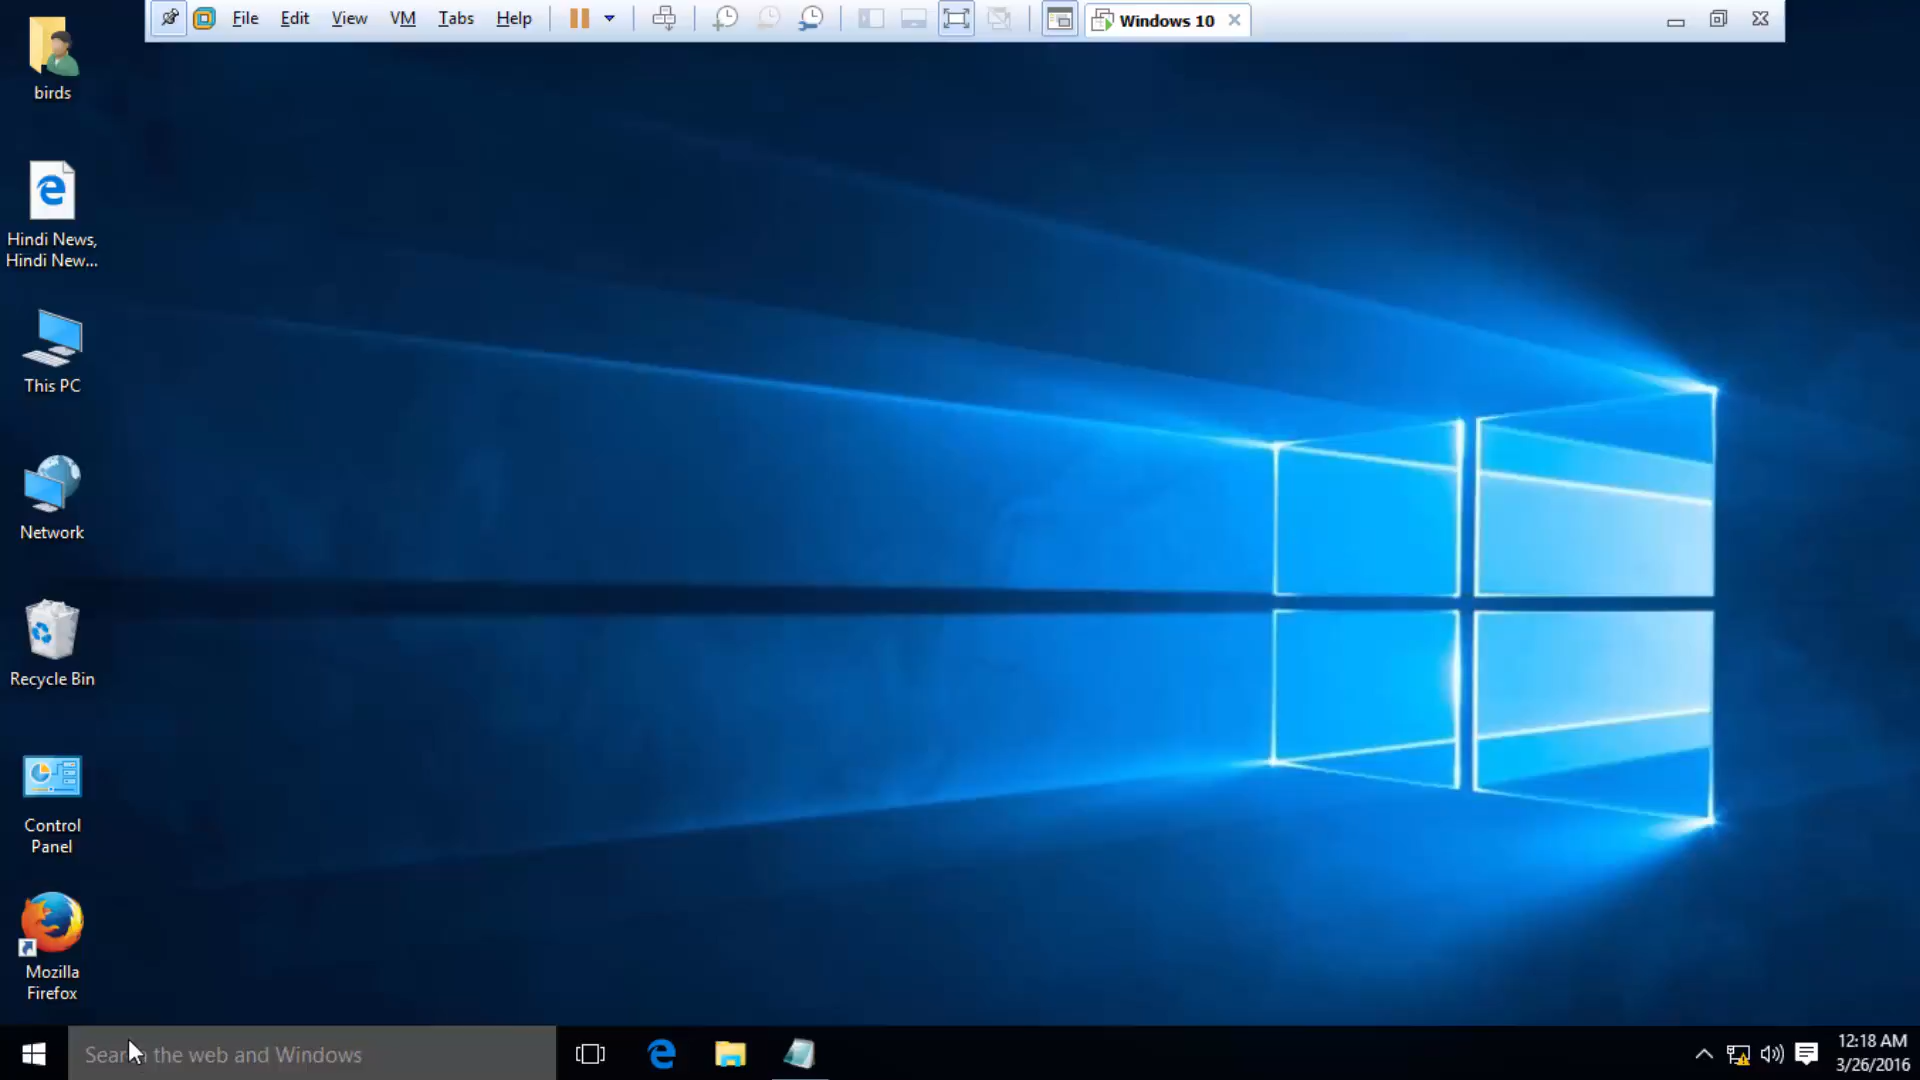 File Edit View VM Tabs Help
Windows 10
birds
Hindi News,
Hindi New...
This PC
Network
Recycle Bin
Control
Panel
Mozilla
Firefox
Search the web and Windows
12:18 AM
3/26/2016